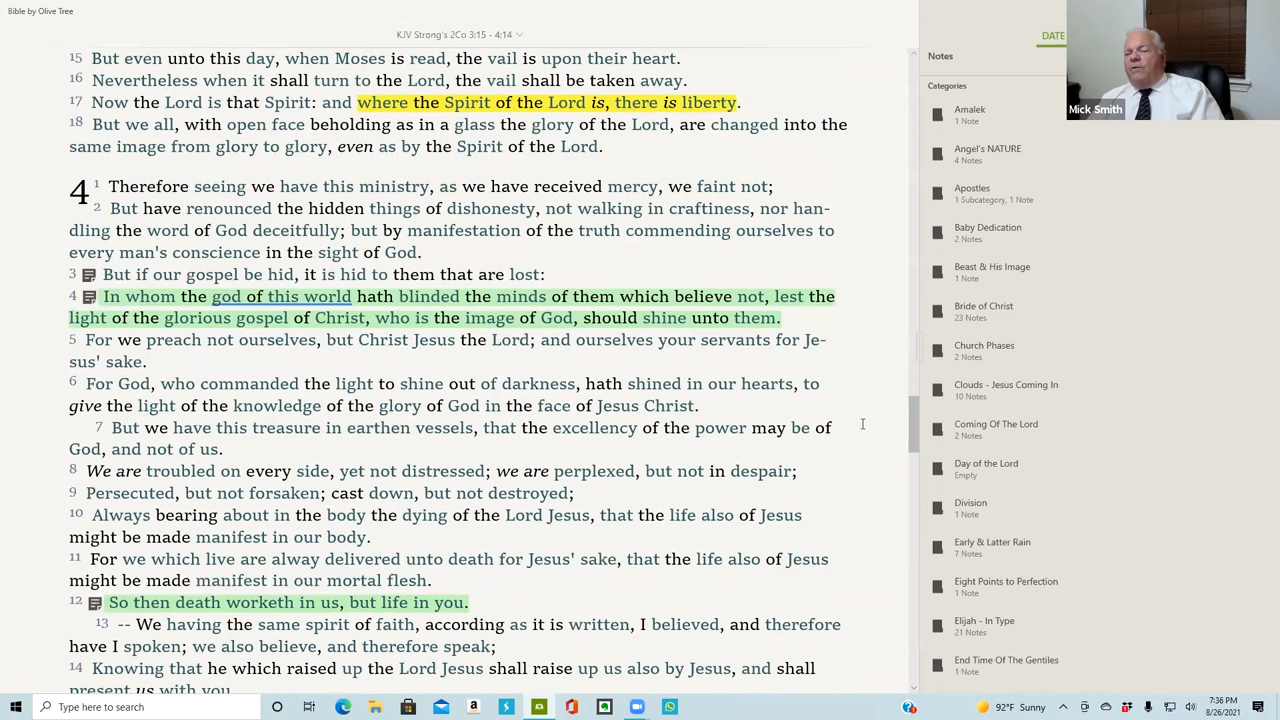 Bible by Olive Tree
KJV Strong's 2Co 3:15 - 4:14
15 But even unto this day, when Moses is read, the vail is upon their heart.
16 Nevertheless when it shall turn to the Lord, the vail shall be taken away.
17 Now the Lord is that Spirit: and where the Spirit of the Lord is, there is liberty.
18 But we all, with open face beholding as in a glass the glory of the Lord, are changed into the
same image from glory to glory, even as by the Spirit of the Lord.
4 1 Therefore seeing we have this ministry, as we have received mercy, we faint not;
2 But have renounced the hidden things of dishonesty, not walking in craftiness, nor han-
dling the word of God deceitfully; but by manifestation of the truth commending ourselves to
every man's conscience in the sight of God.
3 But if our gospel be hid, it is hid to them that are lost:
4 In whom the god of this world hath blinded the minds of them which believe not, lest the
light of the glorious gospel of Christ, who is the image of God, should shine unto them.
5 For we preach not ourselves, but Christ Jesus the Lord; and ourselves your servants for Je-
sus' sake.
6 For God, who commanded the light to shine out of darkness, hath shined in our hearts, to
give the light of the knowledge of the glory of God in the face of Jesus Christ.
7 But we have this treasure in earthen vessels, that the excellency of the power may be of
God, and not of us.
8 We are troubled on every side, yet not distressed; we are perplexed, but not in despair;
9 Persecuted, but not forsaken; cast down, but not destroyed;
10 Always bearing about in the body the dying of the Lord Jesus, that the life also of Jesus
might be made manifest in our body.
11 For we which live are alway delivered unto death for Jesus' sake, that the life also of Jesus
might be made manifest in our mortal flesh.
12 So then death worketh in us, but life in you.
13 -- We having the same spirit of faith, according as it is written, I believed, and therefore
have I spoken; we also believe, and therefore speak;
14 Knowing that he which raised up the Lord Jesus shall raise up us also by Jesus, and shall
present us with you.
DATE
Notes
Categories
Amalek
1 Note
Angel's NATURE
4 Notes
Apostles
1 Subcategory, 1 Note
Baby Dedication
2 Notes
Beast & His Image
1 Note
Bride of Christ
23 Notes
Church Phases
2 Notes
Clouds - Jesus Coming In
10 Notes
Coming Of The Lord
2 Notes
Day of the Lord
Empty
Division
1 Note
Early & Latter Rain
7 Notes
Eight Points to Perfection
1 Note
Elijah - In Type
21 Notes
End Time Of The Gentiles
1 Note
Mick Smith
Type here to search
92°F Sunny
7:36 PM
8/26/2021